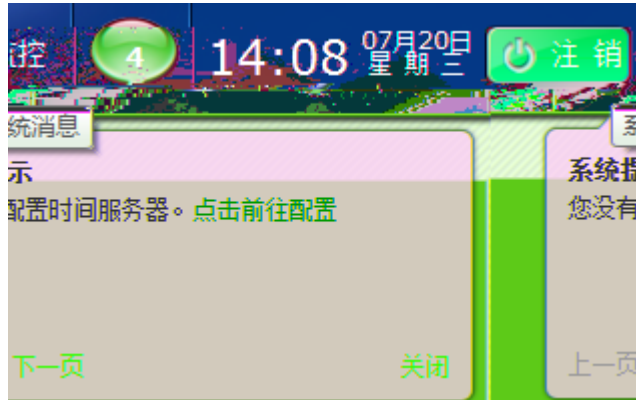 控 4 14:08 07月20日 星期三 注 销
统消息
示
配置时间服务器。点击前往配置
下一页 关闭
系统提
您没有
上一页